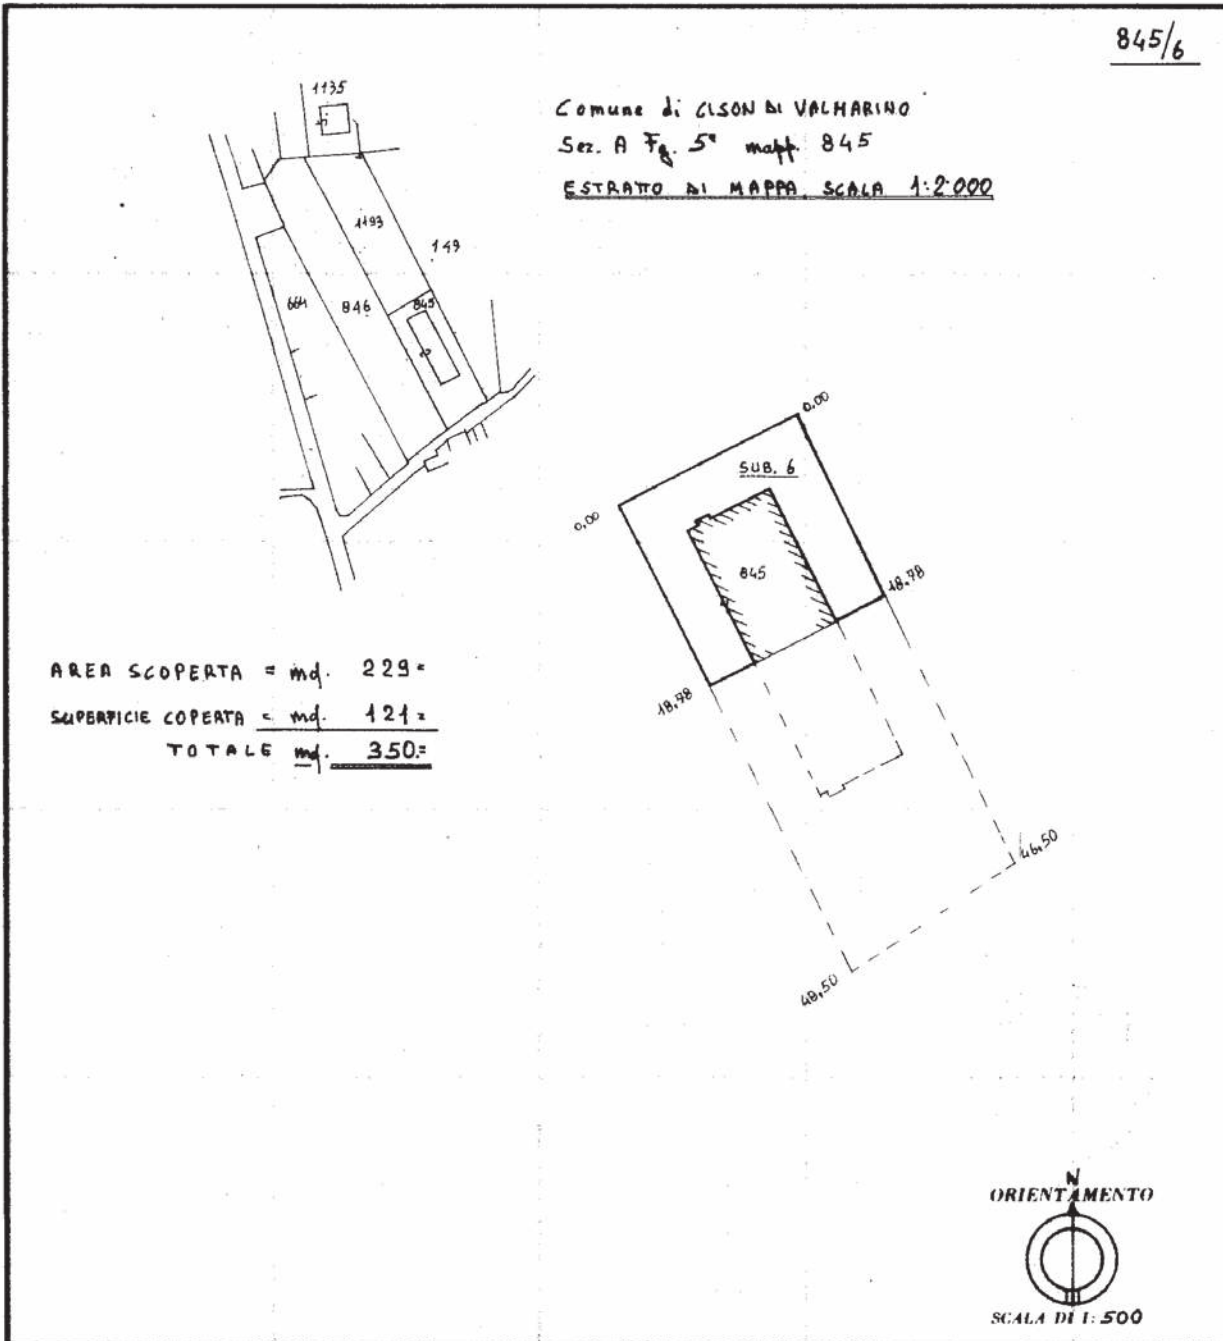 845/6
Comune di CISON DI VALMARINO
Sez. A Fg. 5° mapp. 845
ESTRATTO DI MAPPA SCALA 1:2.000
1135
1193
149
664
846
845
0,00
SUB. 6
0,00
845
18,78
18,78
AREA SCOPERTA = mq. 229=
SUPERFICIE COPERTA = mq. 121=
TOTALE mq. 350=
46,50
48,50
N
ORIENTAMENTO
SCALA DI 1: 500